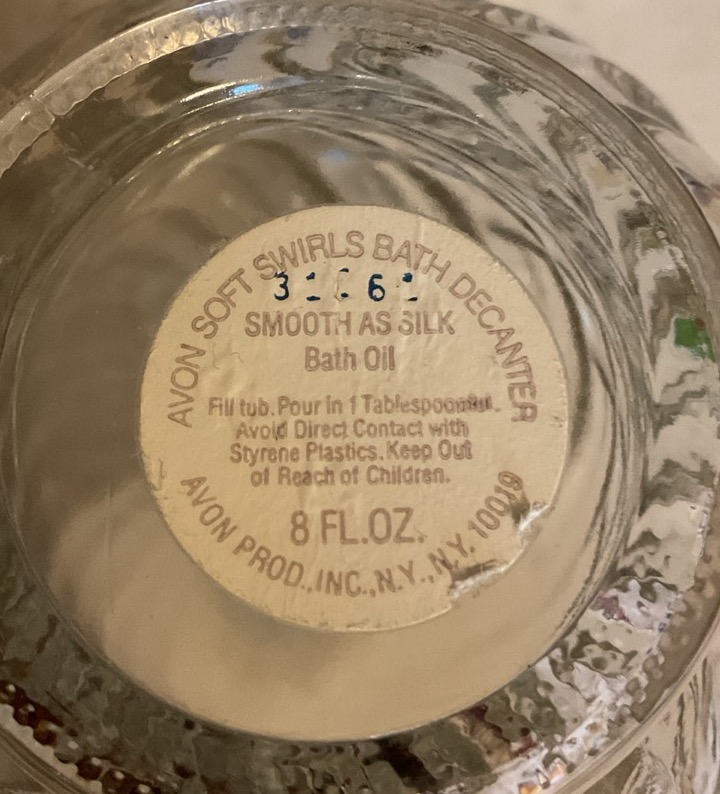 AVON SOFT SWIRLS BATH DECANTER
SMOOTH AS SILK
Bath Oil
Fill tub. Pour in 1 Tablespoonful.
Avoid Direct Contact with
Styrene Plastics. Keep Out
of Reach of Children.
8 FL.OZ.
AVON PROD., INC., N.Y., N.Y. 10019